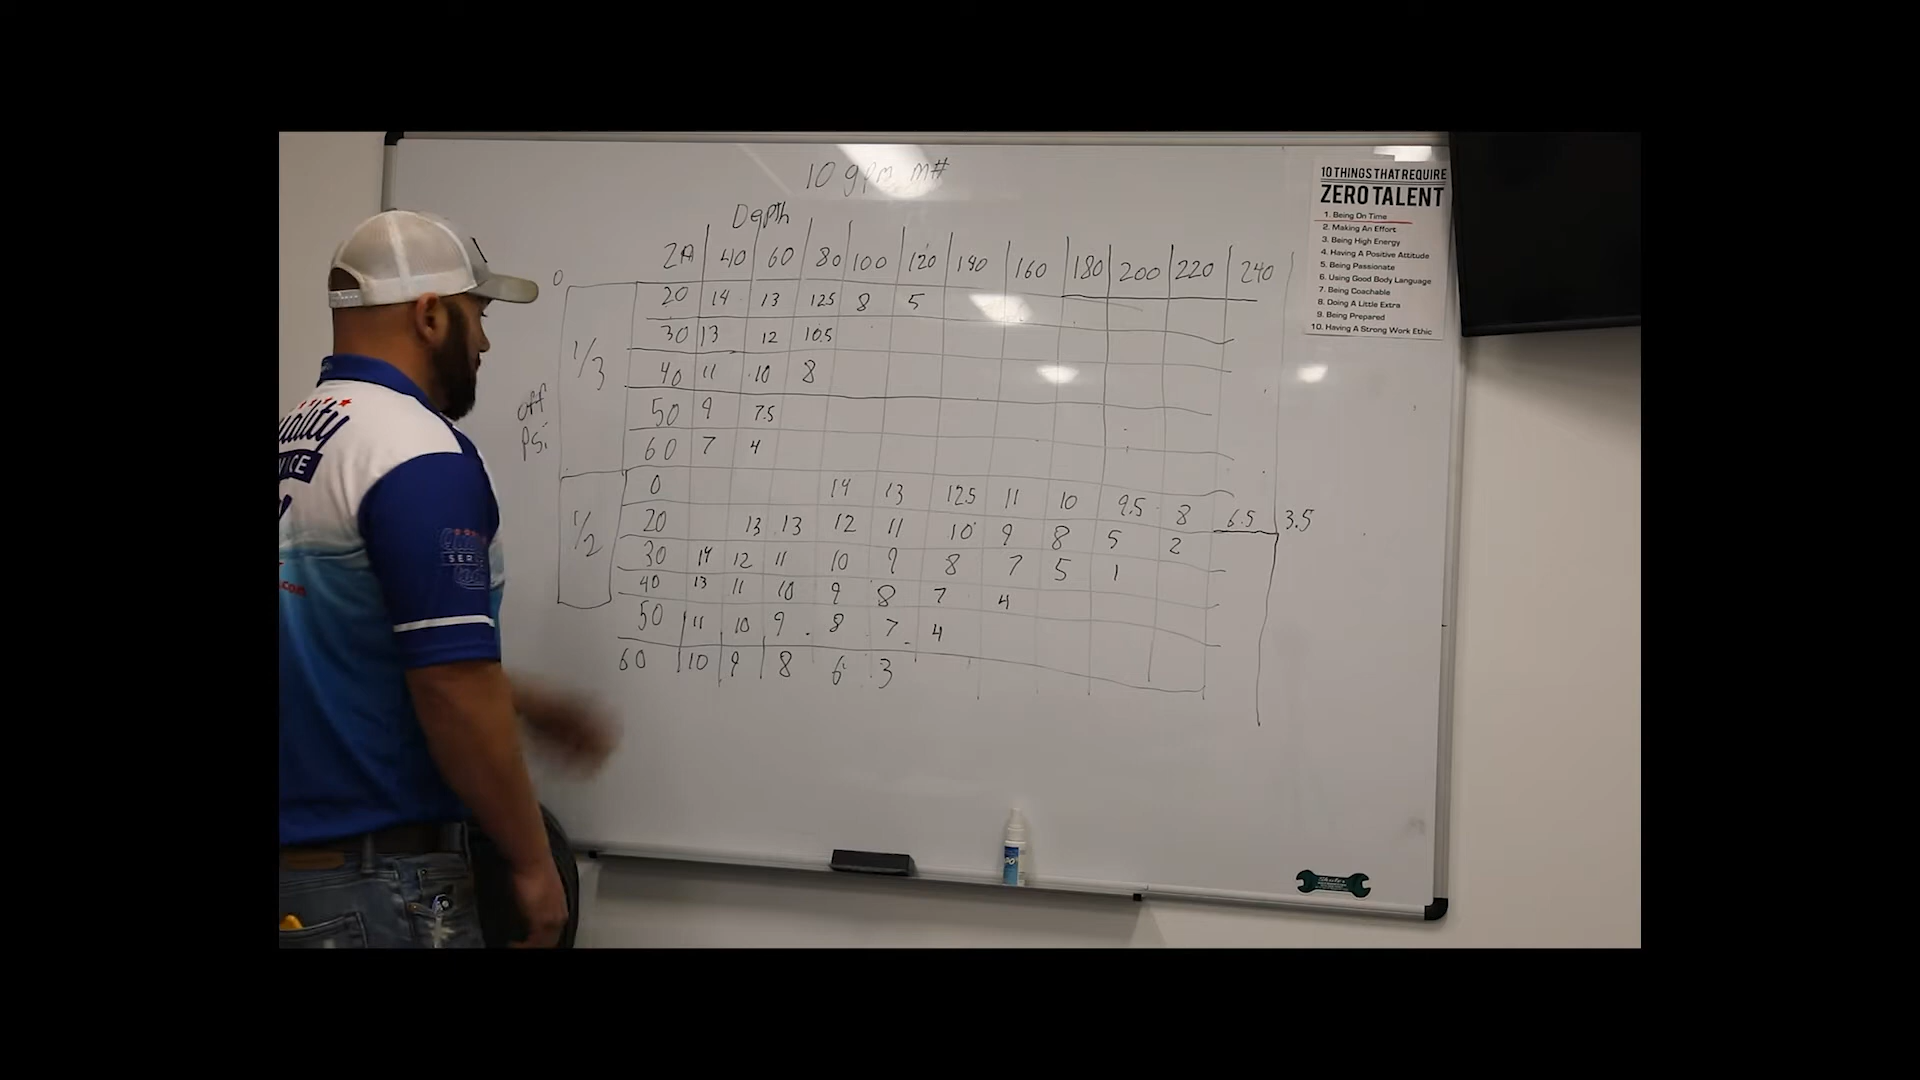 10 gpm m#
Depth
40 60 80 100 120 140 160 180 200 220 240
0
1/3
off
psi
20 14 13 12.5 8 5
30 13 12 10.5
40 11 10 8
50 9 7.5
60 7 4
1/2
0 14 13 12.5 11 10 9.5 8 6.5 3.5
20 13 13 12 11 10 9 8 5 2
30 14 12 11 10 9 8 7 5 1
40 13 11 10 9 8 7 4
50 11 10 9 8 7 4
60 10 9 8 6 3
10 THINGS THAT REQUIRE
ZERO TALENT
1. Being On Time
2. Making An Effort
3. Being High Energy
4. Having A Positive Attitude
5. Being Passionate
6. Using Good Body Language
7. Being Coachable
8. Doing A Little Extra
9. Being Prepared
10. Having A Strong Work Ethic
uality
VICE
.com